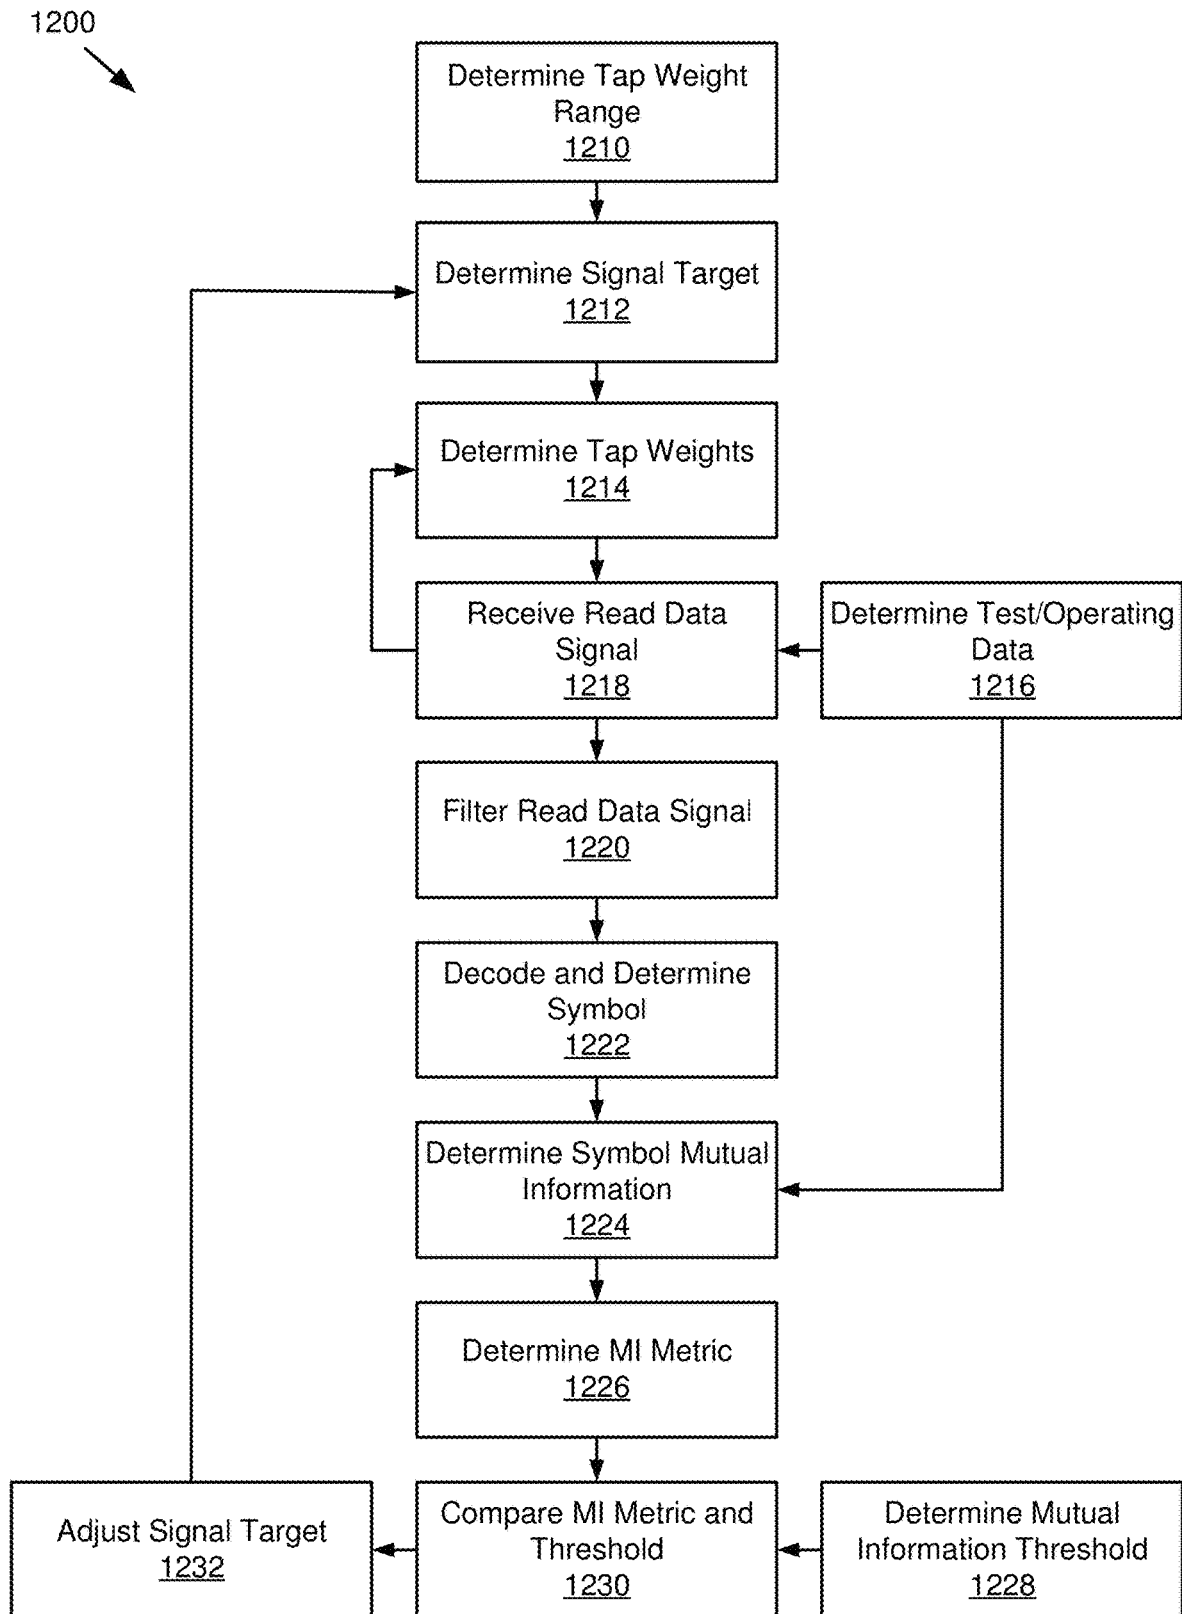 1200
Determine Tap Weight
Range
1210
Determine Signal Target
1212
Determine Tap Weights
1214
Receive Read Data
Signal
1218
Determine Test/Operating
Data
1216
Filter Read Data Signal
1220
Decode and Determine
Symbol
1222
Determine Symbol Mutual
Information
1224
Determine MI Metric
1226
Adjust Signal Target
1232
Compare MI Metric and
Threshold
1230
Determine Mutual
Information Threshold
1228